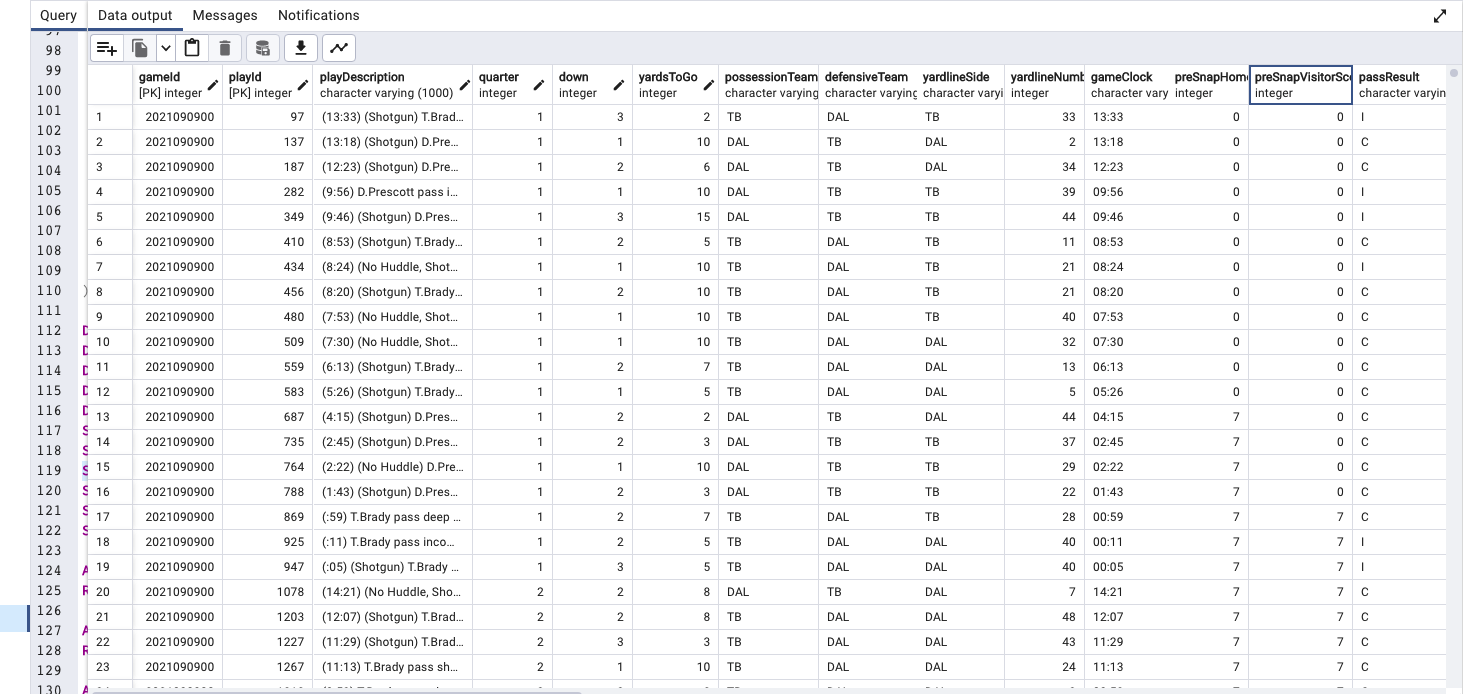 Query Data output Messages Notifications
98
99
100
101
102
103
104
105
106
107
108
109
110 )
111
112 D
113 D
114 D
115 D
116 D
117 S
118 S
119 S
120 S
121 S
122 S
123
124 A
125 R
126
127 A
128 R
129
130 A
gameId playId playDescription quarter down yardsToGo possessionTeam defensiveTeam yardlineSide yardlineNumb gameClock preSnapHome preSnapVisitorSco passResult
[PK] integer [PK] integer character varying (1000) integer integer integer character varying character varying character varyi integer character vary integer integer character varyin
1 2021090900 97 (13:33) (Shotgun) T.Brad... 1 3 2 TB DAL TB 33 13:33 0 0 I
2 2021090900 137 (13:18) (Shotgun) D.Pre... 1 1 10 DAL TB DAL 2 13:18 0 0 C
3 2021090900 187 (12:23) (Shotgun) D.Pre... 1 2 6 DAL TB DAL 34 12:23 0 0 C
4 2021090900 282 (9:56) D.Prescott pass i... 1 1 10 DAL TB TB 39 09:56 0 0 I
5 2021090900 349 (9:46) (Shotgun) D.Pres... 1 3 15 DAL TB TB 44 09:46 0 0 I
6 2021090900 410 (8:53) (Shotgun) T.Brady... 1 2 5 TB DAL TB 11 08:53 0 0 C
7 2021090900 434 (8:24) (No Huddle, Shot... 1 1 10 TB DAL TB 21 08:24 0 0 I
8 2021090900 456 (8:20) (Shotgun) T.Brady... 1 2 10 TB DAL TB 21 08:20 0 0 C
9 2021090900 480 (7:53) (No Huddle, Shot... 1 1 10 TB DAL TB 40 07:53 0 0 C
10 2021090900 509 (7:30) (No Huddle, Shot... 1 1 10 TB DAL DAL 32 07:30 0 0 C
11 2021090900 559 (6:13) (Shotgun) T.Brady... 1 2 7 TB DAL DAL 13 06:13 0 0 C
12 2021090900 583 (5:26) (Shotgun) T.Brady... 1 1 5 TB DAL DAL 5 05:26 0 0 C
13 2021090900 687 (4:15) (Shotgun) D.Pres... 1 2 2 DAL TB DAL 44 04:15 7 0 C
14 2021090900 735 (2:45) (Shotgun) D.Pres... 1 2 3 DAL TB TB 37 02:45 7 0 C
15 2021090900 764 (2:22) (No Huddle) D.Pre... 1 1 10 DAL TB TB 29 02:22 7 0 C
16 2021090900 788 (1:43) (Shotgun) D.Pres... 1 2 3 DAL TB TB 22 01:43 7 0 C
17 2021090900 869 (:59) T.Brady pass deep ... 1 2 7 TB DAL TB 28 00:59 7 7 C
18 2021090900 925 (:11) T.Brady pass inco... 1 2 5 TB DAL DAL 40 00:11 7 7 I
19 2021090900 947 (:05) (Shotgun) T.Brady ... 1 3 5 TB DAL DAL 40 00:05 7 7 I
20 2021090900 1078 (14:21) (No Huddle, Sho... 2 2 8 DAL TB DAL 7 14:21 7 7 C
21 2021090900 1203 (12:07) (Shotgun) T.Brad... 2 2 8 TB DAL DAL 48 12:07 7 7 C
22 2021090900 1227 (11:29) (Shotgun) T.Brad... 2 3 3 TB DAL DAL 43 11:29 7 7 C
23 2021090900 1267 (11:13) T.Brady pass sh... 2 1 10 TB DAL DAL 24 11:13 7 7 C